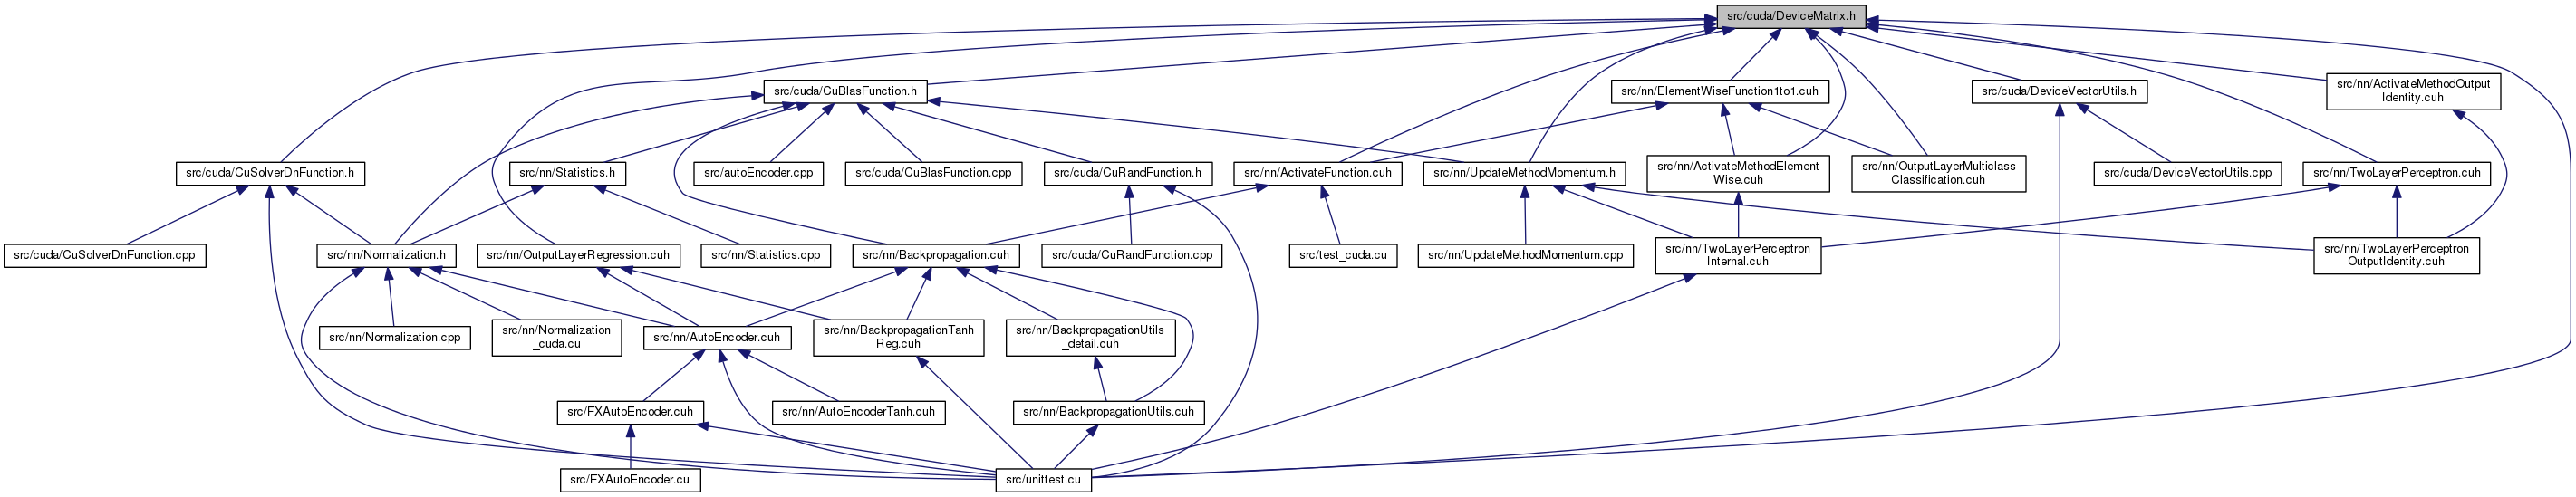 src/cuda/DeviceMatrix.h
src/cuda/CuBlasFunction.h
src/nn/ElementWiseFunction1to1.cuh
src/cuda/DeviceVectorUtils.h
src/nn/ActivateMethodOutput
Identity.cuh
src/cuda/CuSolverDnFunction.h
src/nn/Statistics.h
src/autoEncoder.cpp
src/cuda/CuBlasFunction.cpp
src/cuda/CuRandFunction.h
src/nn/ActivateFunction.cuh
src/nn/UpdateMethodMomentum.h
src/nn/ActivateMethodElement
Wise.cuh
src/nn/OutputLayerMulticlass
Classification.cuh
src/cuda/DeviceVectorUtils.cpp
src/nn/TwoLayerPerceptron.cuh
src/cuda/CuSolverDnFunction.cpp
src/nn/Normalization.h
src/nn/OutputLayerRegression.cuh
src/nn/Statistics.cpp
src/nn/Backpropagation.cuh
src/cuda/CuRandFunction.cpp
src/test_cuda.cu
src/nn/UpdateMethodMomentum.cpp
src/nn/TwoLayerPerceptron
Internal.cuh
src/nn/TwoLayerPerceptron
OutputIdentity.cuh
src/nn/Normalization.cpp
src/nn/Normalization
_cuda.cu
src/nn/AutoEncoder.cuh
src/nn/BackpropagationTanh
Reg.cuh
src/nn/BackpropagationUtils
_detail.cuh
src/FXAutoEncoder.cuh
src/nn/AutoEncoderTanh.cuh
src/nn/BackpropagationUtils.cuh
src/FXAutoEncoder.cu
src/unittest.cu